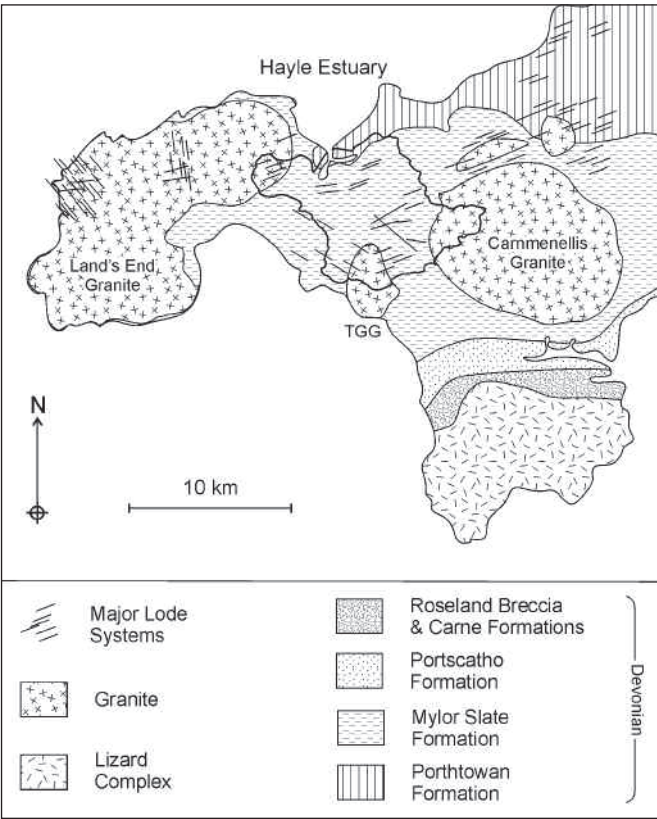 Hayle Estuary
Land's End
Granite
Carnmenellis
Granite
TGG
N
10 km
Major Lode
Systems
Granite
Lizard
Complex
Roseland Breccia
& Carne Formations
Portscatho
Formation
Mylor Slate
Formation
Porthtowan
Formation
Devonian